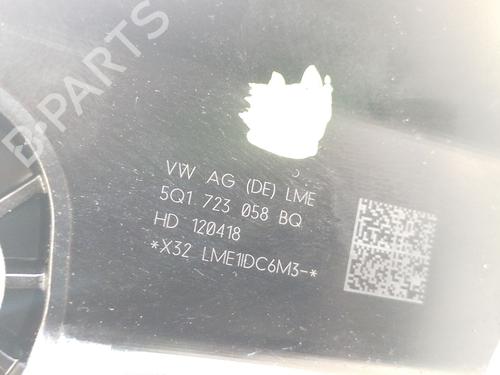 B-PARTS
VW AG (DE) LME
5Q1 723 058 BQ
HD 120418
*X32 LME1IDC6M3-*